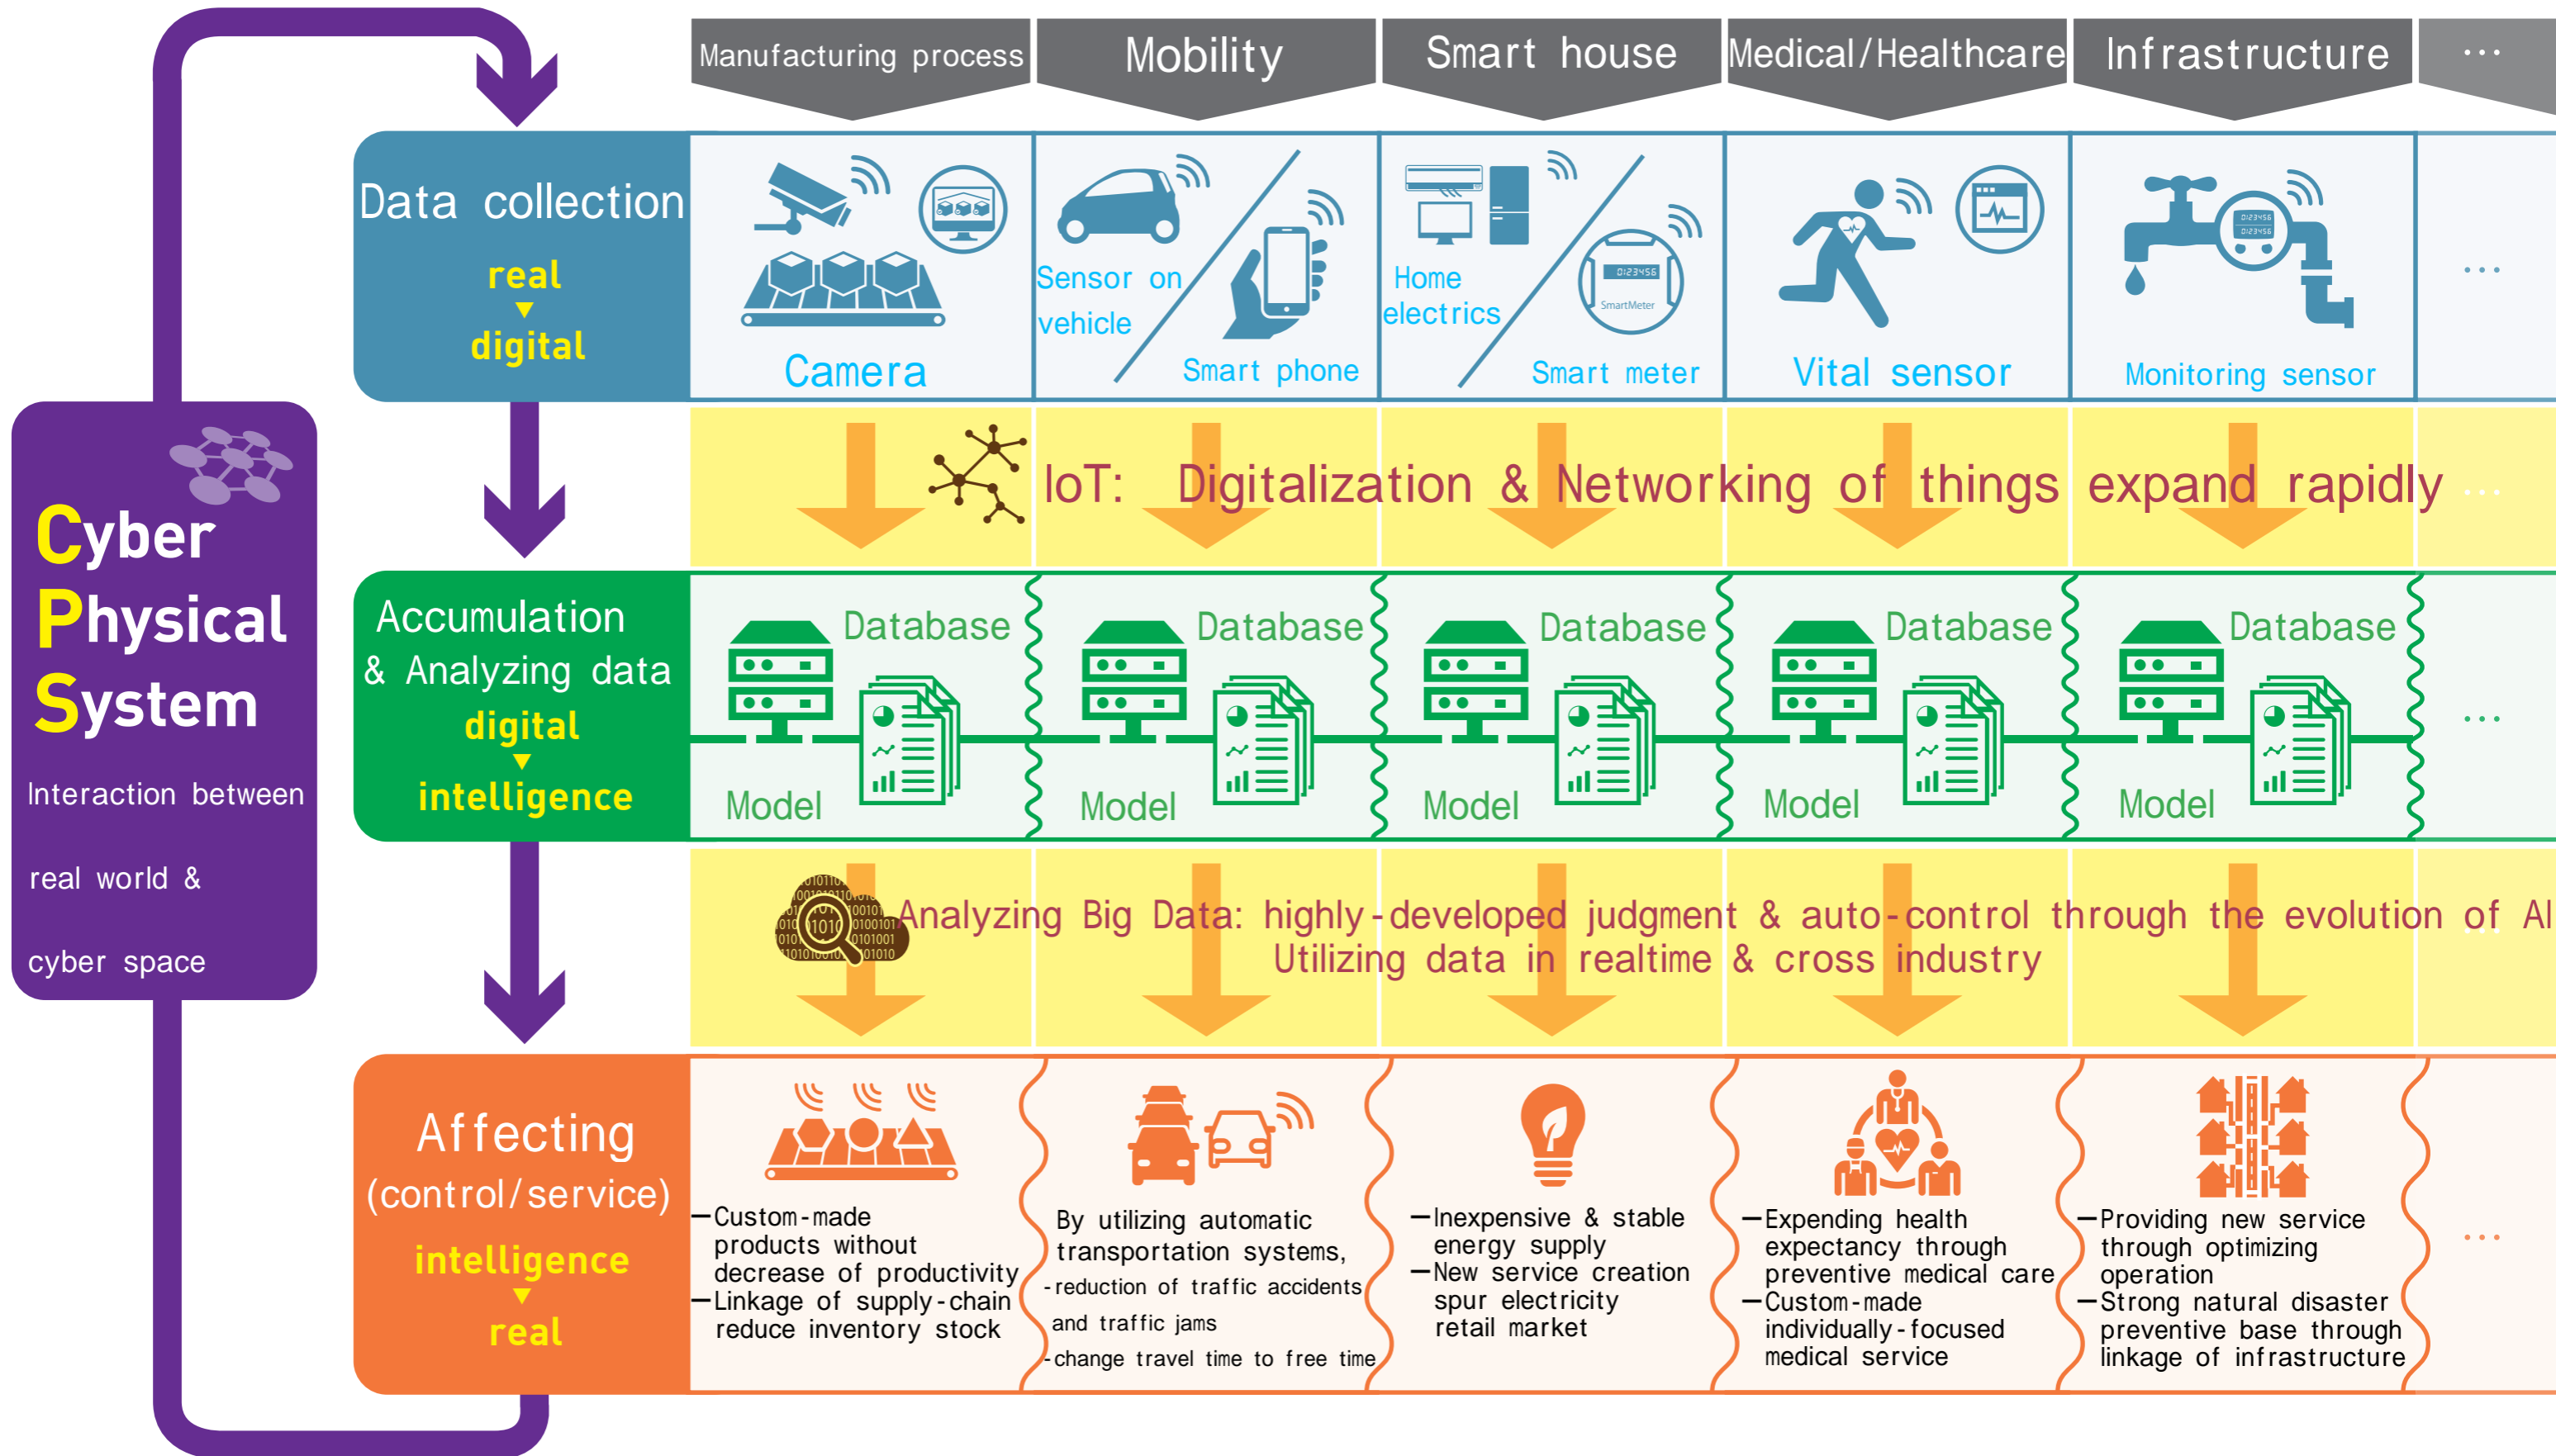 Manufacturing process
Mobility
Smart house
Medical/Healthcare
Infrastructure
...
Data collection
real
digital
Camera
Sensor on
vehicle
Smart phone
Home
electrics
0123456
SmartMeter
Smart meter
Vital sensor
0123456
0123456
Monitoring sensor
...
Cyber
Physical
System
Interaction between
real world &
cyber space
IoT: Digitalization & Networking of things expand rapidly
...
Accumulation
& Analyzing data
digital
intelligence
Database
Model
Database
Model
Database
Model
Database
Model
Database
Model
...
Analyzing Big Data: highly-developed judgment & auto-control through the evolution of AI
Utilizing data in realtime & cross industry
...
Affecting
(control/service)
intelligence
real
—Custom-made
products without
decrease of productivity
—Linkage of supply-chain
reduce inventory stock
By utilizing automatic
transportation systems,
-reduction of traffic accidents
and traffic jams
-change travel time to free time
—Inexpensive & stable
energy supply
—New service creation
spur electricity
retail market
—Expending health
expectancy through
preventive medical care
—Custom-made
individually-focused
medical service
—Providing new service
through optimizing
operation
—Strong natural disaster
preventive base through
linkage of infrastructure
...